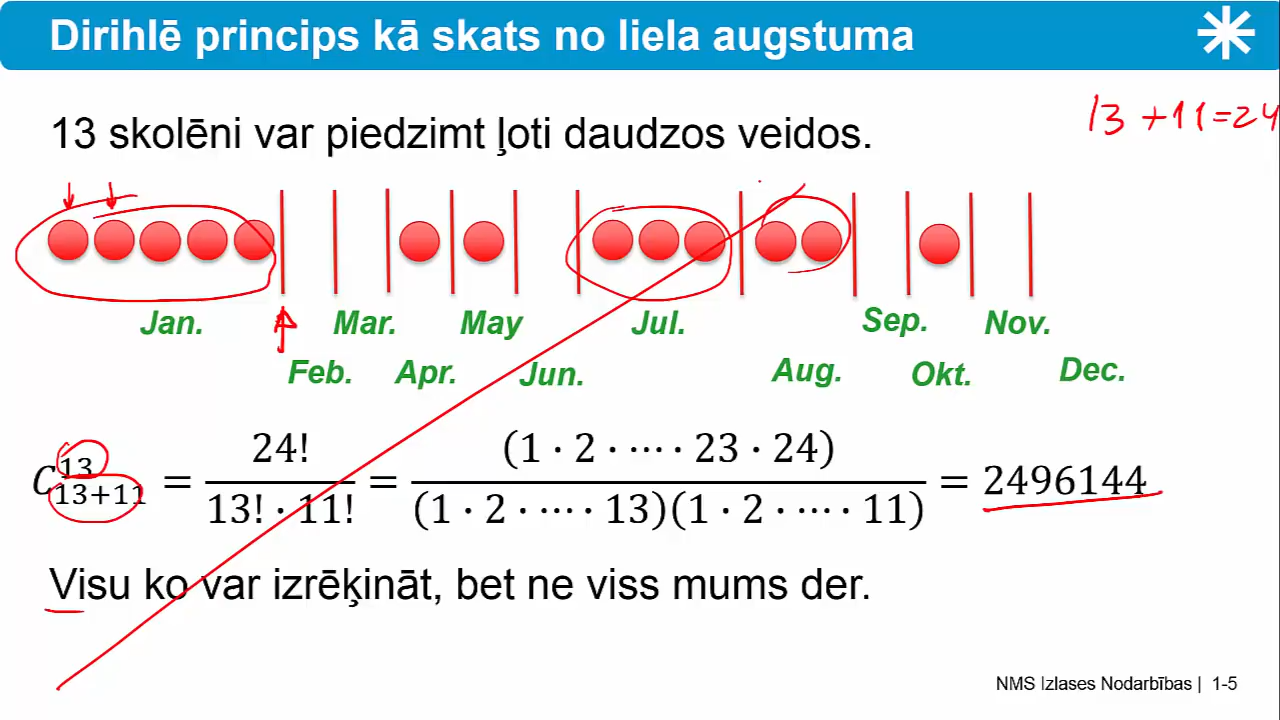 Dirihlē princips kā skats no liela augstuma
13 + 11 = 24
13 skolēni var piedzimt ļoti daudzos veidos.
Jan. Mar. May Jul. Sep. Nov.
Feb. Apr. Jun. Aug. Okt. Dec.
C^{13}_{13+11} = 24! / (13! · 11!) = (1 · 2 · ⋯ · 23 · 24) / ((1 · 2 · ⋯ · 13)(1 · 2 · ⋯ · 11)) = 2496144
Visu ko var izrēķināt, bet ne viss mums der.
NMS Izlases Nodarbības | 1-5